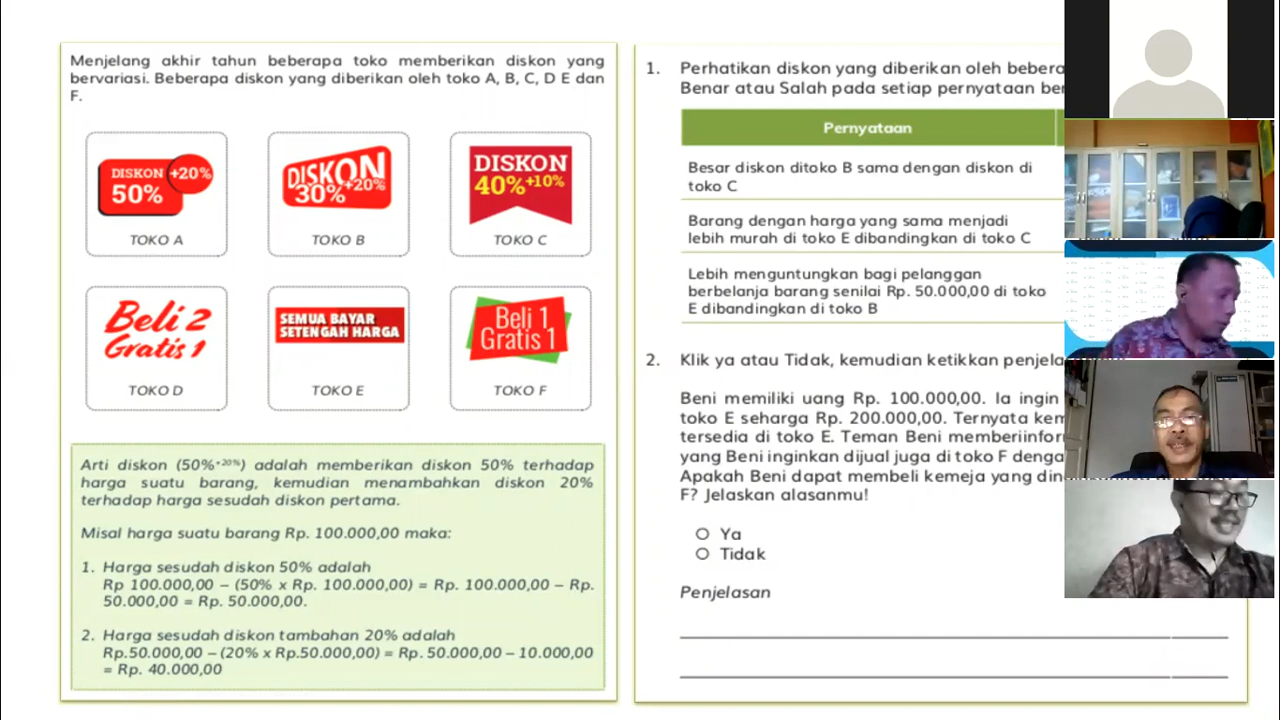 Menjelang akhir tahun beberapa toko memberikan diskon yang
bervariasi. Beberapa diskon yang diberikan oleh toko A, B, C, D E dan
F.
DISKON +20%
50%
TOKO A
DISKON
30% +20%
TOKO B
DISKON
40% +10%
TOKO C
Beli 2
Gratis 1
TOKO D
SEMUA BAYAR
SETENGAH HARGA
TOKO E
Beli 1
Gratis 1
TOKO F
Arti diskon (50%+20%) adalah memberikan diskon 50% terhadap
harga suatu barang, kemudian menambahkan diskon 20%
terhadap harga sesudah diskon pertama.
Misal harga suatu barang Rp. 100.000,00 maka:
1. Harga sesudah diskon 50% adalah
Rp 100.000,00 – (50% x Rp. 100.000,00) = Rp. 100.000,00 – Rp.
50.000,00 = Rp. 50.000,00.
2. Harga sesudah diskon tambahan 20% adalah
Rp.50.000,00 – (20% x Rp.50.000,00) = Rp. 50.000,00 – 10.000,00
= Rp. 40.000,00
1. Perhatikan diskon yang diberikan oleh
Benar atau Salah pada setiap pernyataan
Pernyataan
Besar diskon ditoko B sama dengan diskon di
toko C
Barang dengan harga yang sama menjadi
lebih murah di toko E dibandingkan di toko C
Lebih menguntungkan bagi pelanggan
berbelanja barang senilai Rp. 50.000,00 di toko
E dibandingkan di toko B
2. Klik ya atau Tidak, kemudian ketikkan
Beni memiliki uang Rp. 100.000,00. Ia ingin
toko E seharga Rp. 200.000,00. Ternyata
tersedia di toko E. Teman Beni
yang Beni inginkan dijual juga di toko F
Apakah Beni dapat membeli kemeja yang
F? Jelaskan alasanmu!
Ya
Tidak
Penjelasan